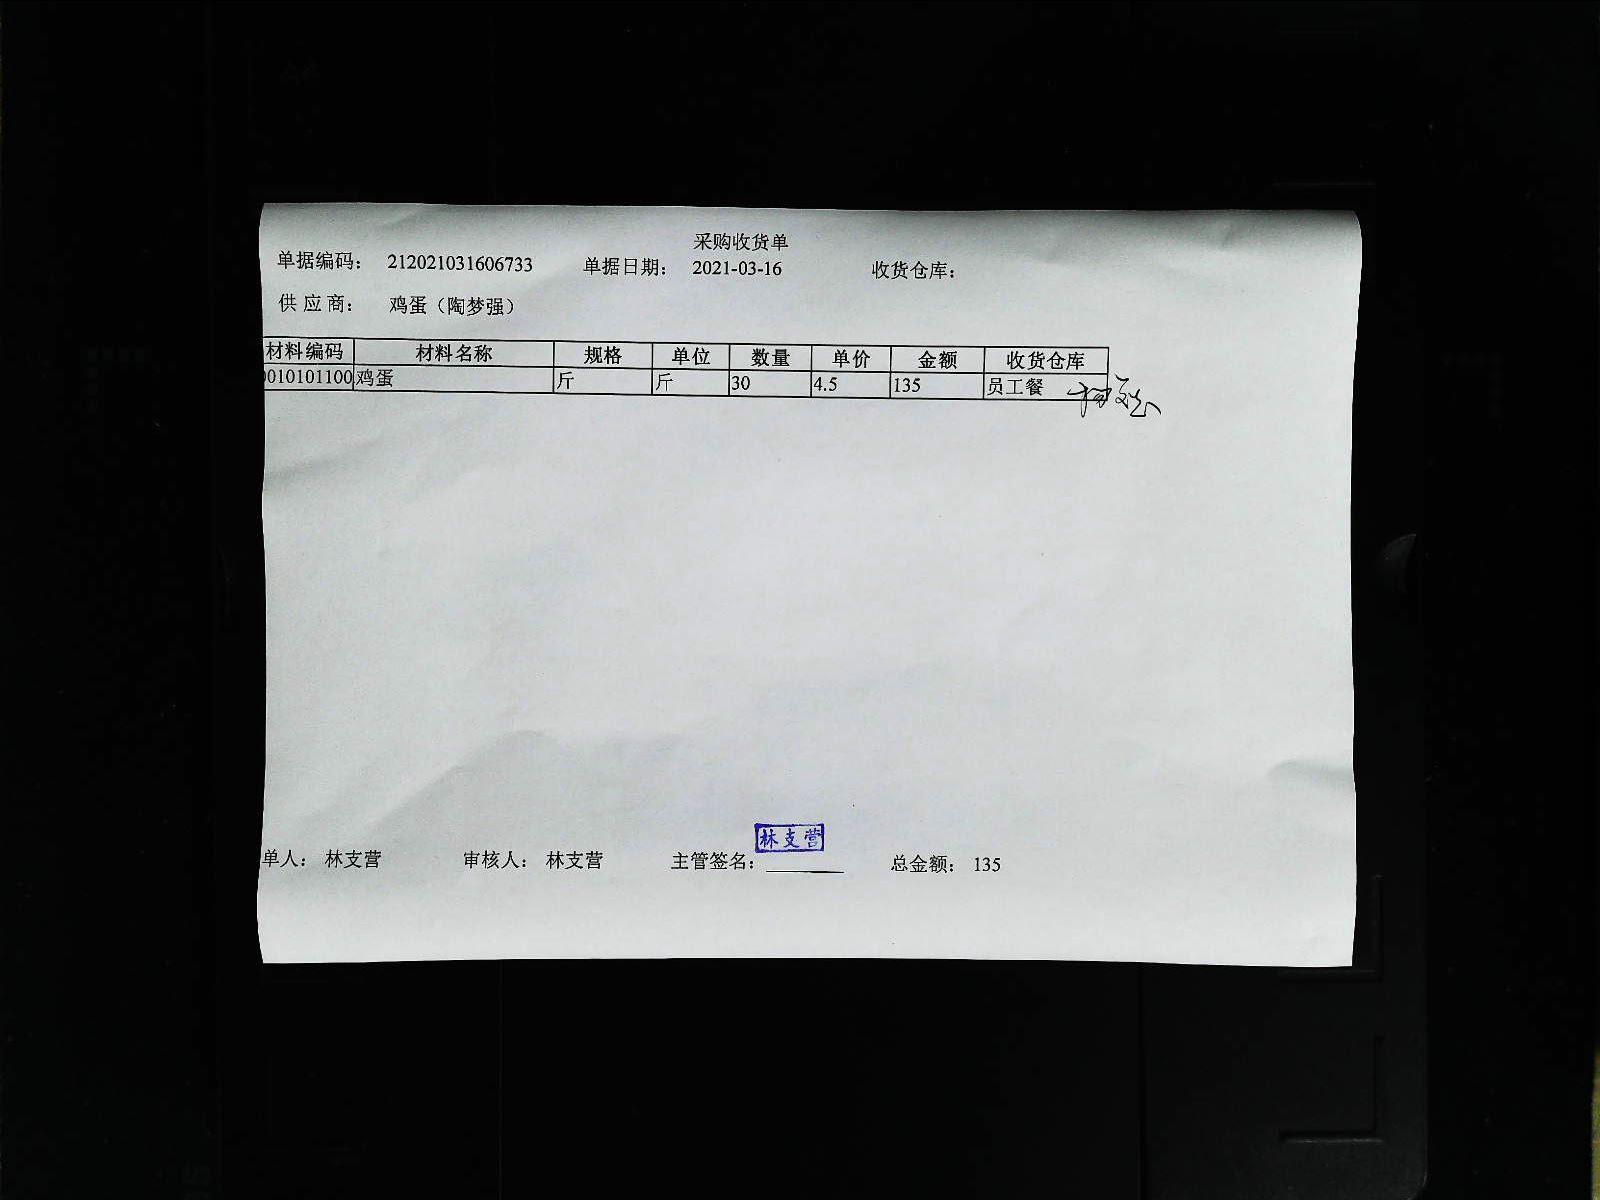 采购收货单
单据编码： 212021031606733 单据日期： 2021-03-16 收货仓库：
供应商： 鸡蛋（陶梦强）
材料编码 材料名称 规格 单位 数量 单价 金额 收货仓库
010101100 鸡蛋 斤 斤 30 4.5 135 员工餐
林支营
单人： 林支营 审核人： 林支营 主管签名： 总金额： 135